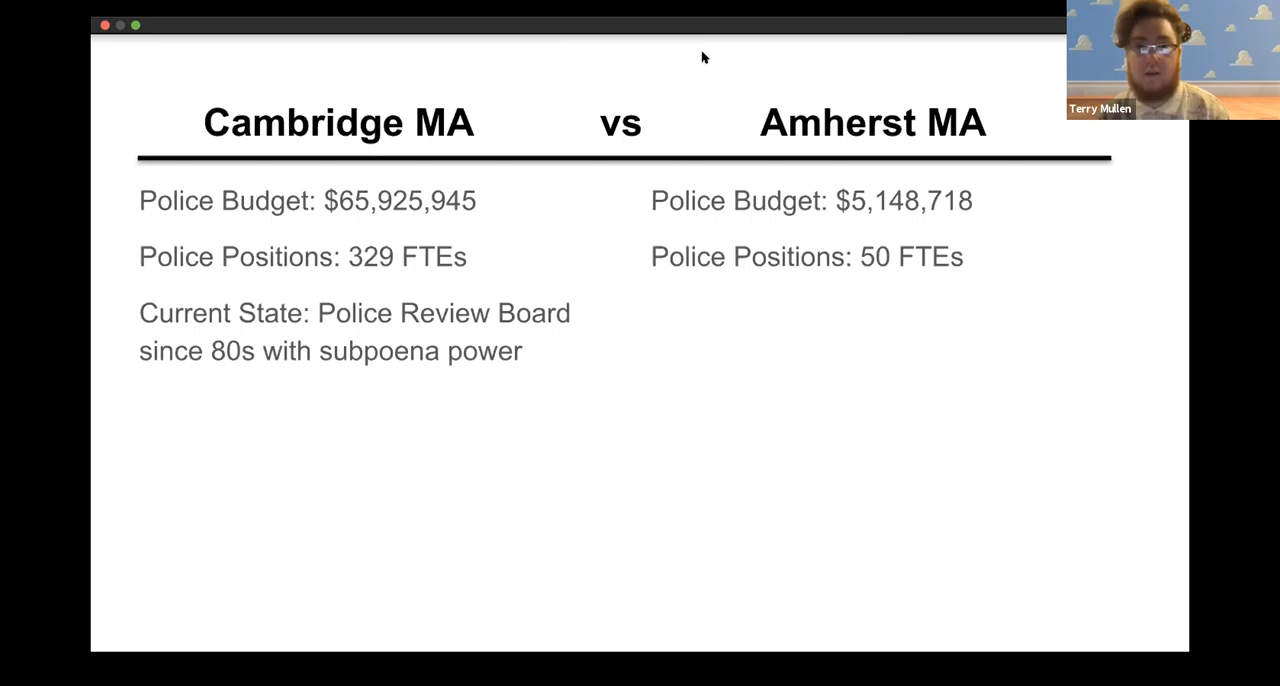 Cambridge MA vs Amherst MA
Police Budget: $65,925,945
Police Positions: 329 FTEs
Current State: Police Review Board
since 80s with subpoena power
Police Budget: $5,148,718
Police Positions: 50 FTEs
Terry Mullen